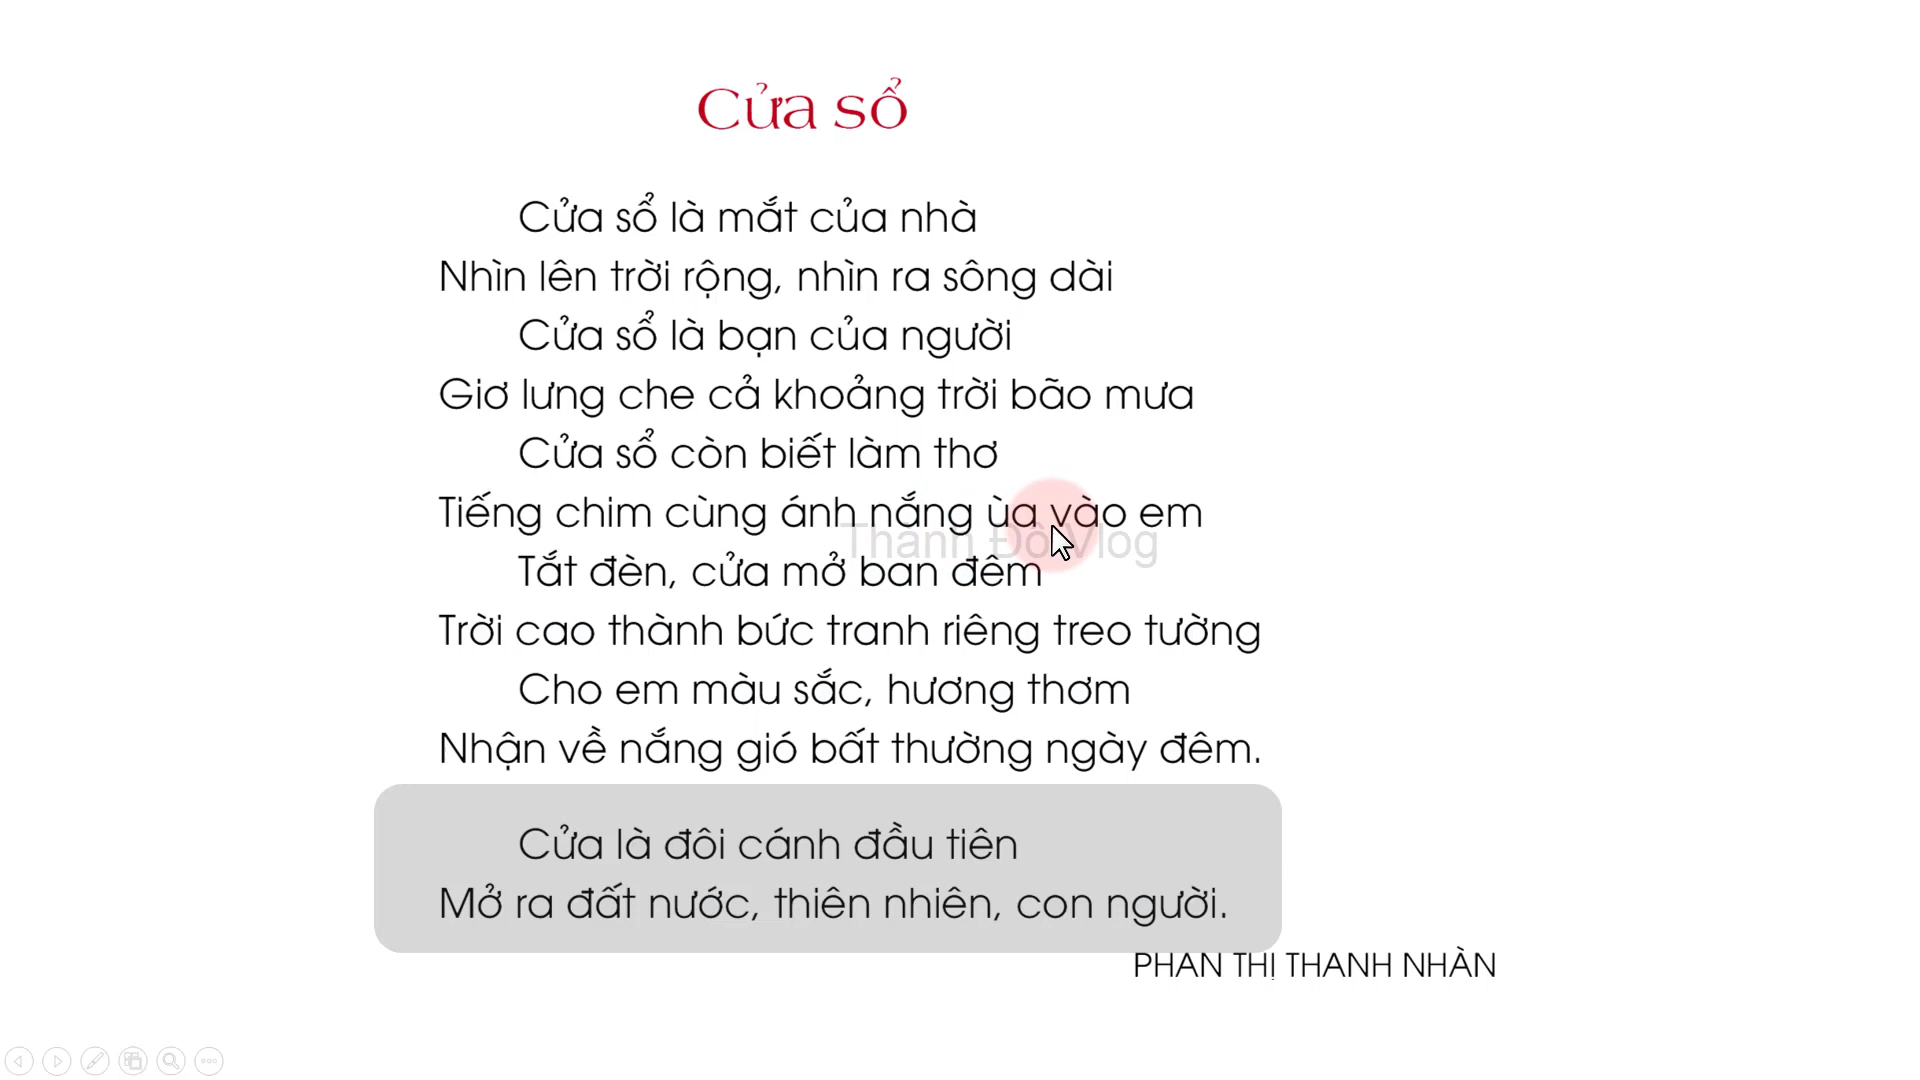 Cửa sổ
Cửa sổ là mắt của nhà
Nhìn lên trời rộng, nhìn ra sông dài
Cửa sổ là bạn của người
Giơ lưng che cả khoảng trời bão mưa
Cửa sổ còn biết làm thơ
Tiếng chim cùng ánh nắng ùa vào em
Thanh Đô Vlog
Tắt đèn, cửa mở ban đêm
Trời cao thành bức tranh riêng treo tường
Cho em màu sắc, hương thơm
Nhận về nắng gió bất thường ngày đêm.
Cửa là đôi cánh đầu tiên
Mở ra đất nước, thiên nhiên, con người.
PHAN THỊ THANH NHÀN